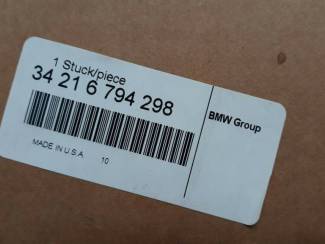 1 Stuck/piece
34 21 6 794 298
BMW Group
MADE IN U.S.A 10